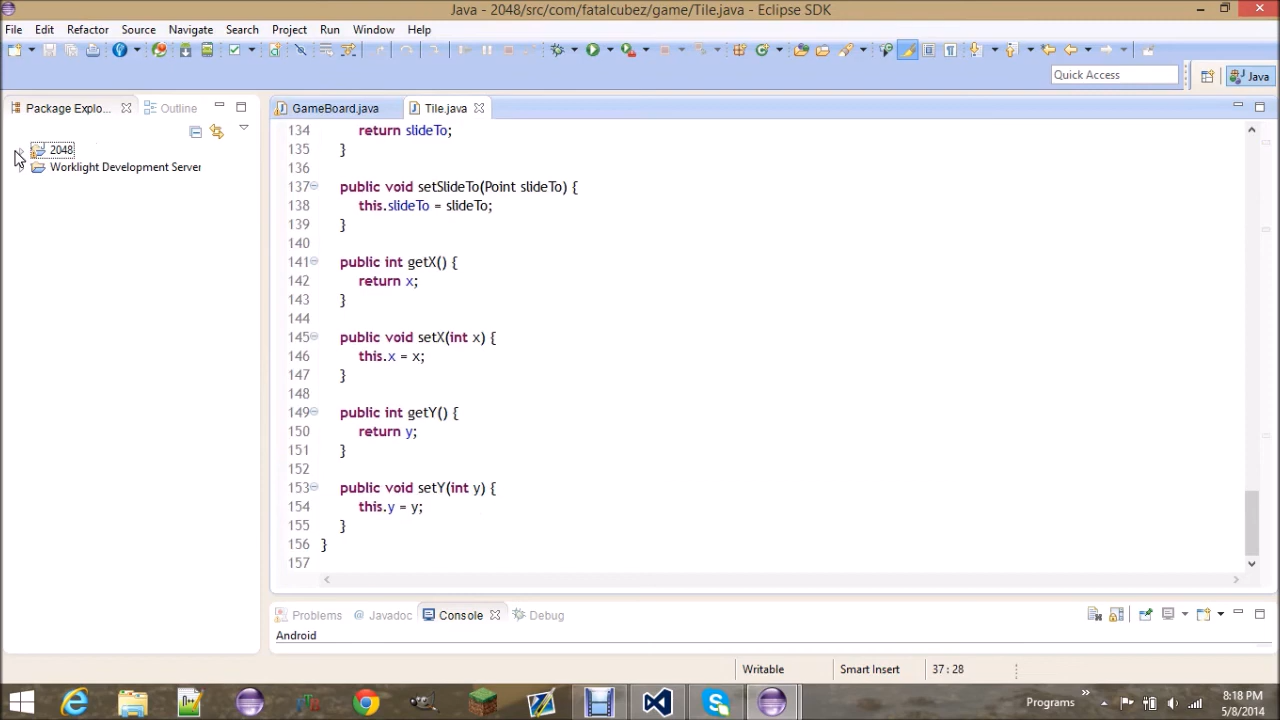 Java - 2048/src/com/fatalcubez/game/Tile.java - Eclipse SDK
File Edit Refactor Source Navigate Search Project Run Window Help
Quick Access
Java
Package Explo...
Outline
GameBoard.java
Tile.java
2048
Worklight Development Server
134 return slideTo;
135 }
136
137 public void setSlideTo(Point slideTo) {
138 this.slideTo = slideTo;
139 }
140
141 public int getX() {
142 return x;
143 }
144
145 public void setX(int x) {
146 this.x = x;
147 }
148
149 public int getY() {
150 return y;
151 }
152
153 public void setY(int y) {
154 this.y = y;
155 }
156 }
157
Problems @ Javadoc Console Debug
Android
Writable Smart Insert 37 : 28
Programs
8:18 PM
5/8/2014